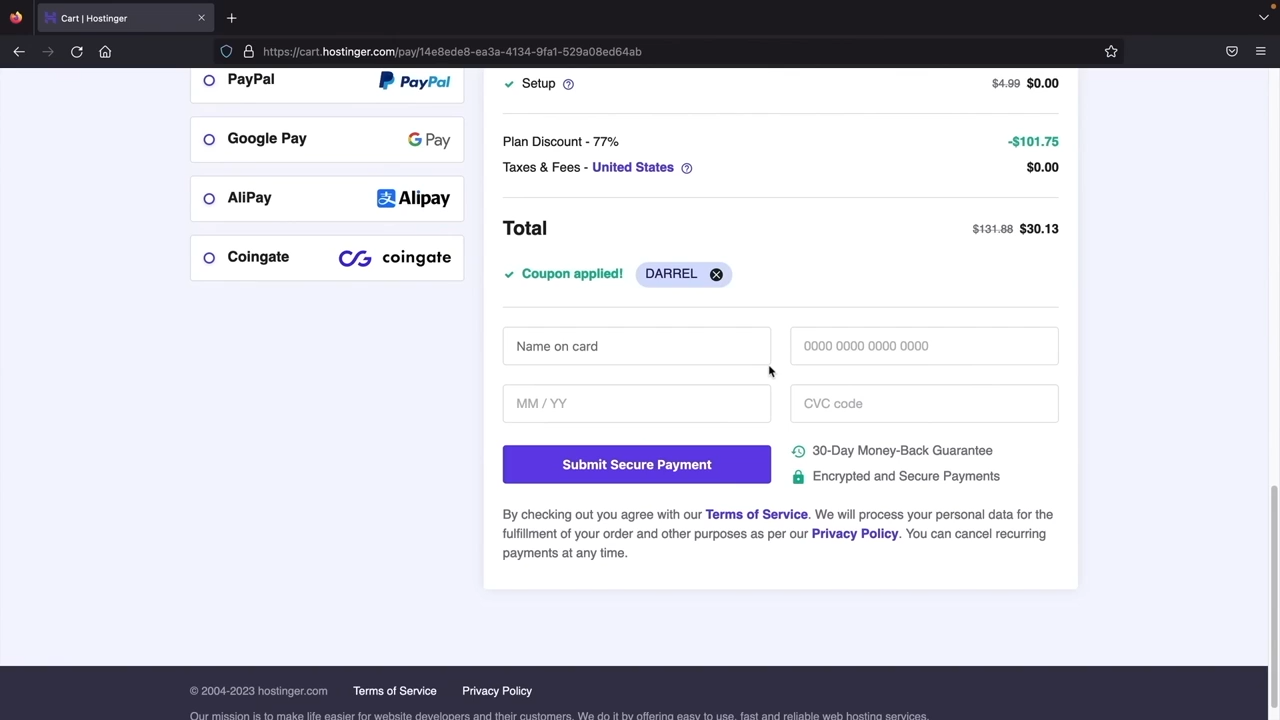 Cart | Hostinger
https://cart.hostinger.com/pay/14e8ede8-ea3a-4134-9fa1-529a08ed64ab
PayPal PayPal
Google Pay G Pay
AliPay Alipay
Coingate coingate
Setup $4.99 $0.00
Plan Discount - 77% -$101.75
Taxes & Fees - United States $0.00
Total $131.88 $30.13
Coupon applied! DARREL
Name on card 0000 0000 0000 0000
MM / YY CVC code
Submit Secure Payment
30-Day Money-Back Guarantee
Encrypted and Secure Payments
By checking out you agree with our Terms of Service. We will process your personal data for the
fulfillment of your order and other purposes as per our Privacy Policy. You can cancel recurring
payments at any time.
© 2004-2023 hostinger.com Terms of Service Privacy Policy
Our mission is to make life easier for website developers and their customers. We do it by offering easy to use, fast and reliable web hosting services.